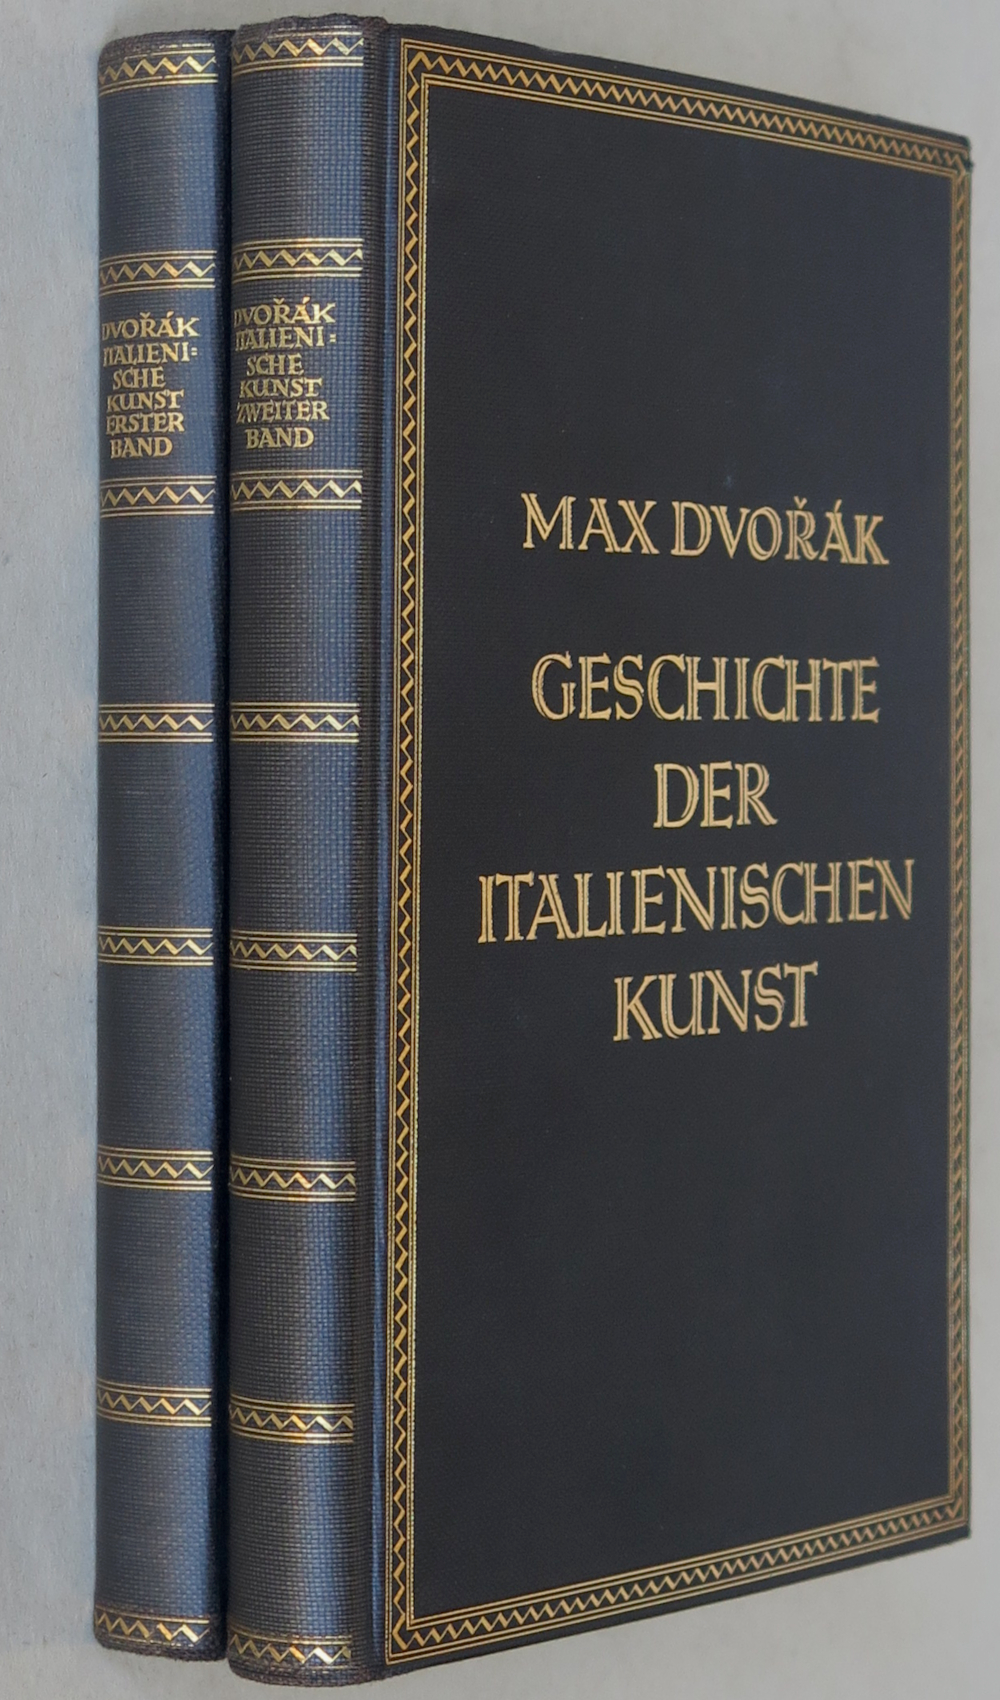 DVOŘÁK
ITALIENI=
SCHE
KUNST
ERSTER
BAND
DVOŘÁK
ITALIENI=
SCHE
KUNST
ZWEITER
BAND
MAX DVOŘÁK
GESCHICHTE
DER
ITALIENISCHEN
KUNST